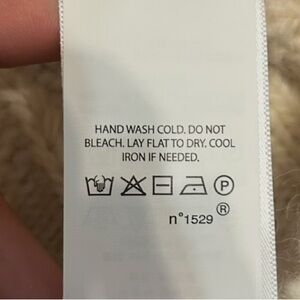 HAND WASH COLD. DO NOT
BLEACH. LAY FLAT TO DRY. COOL
IRON IF NEEDED.
P
n°1529 ®